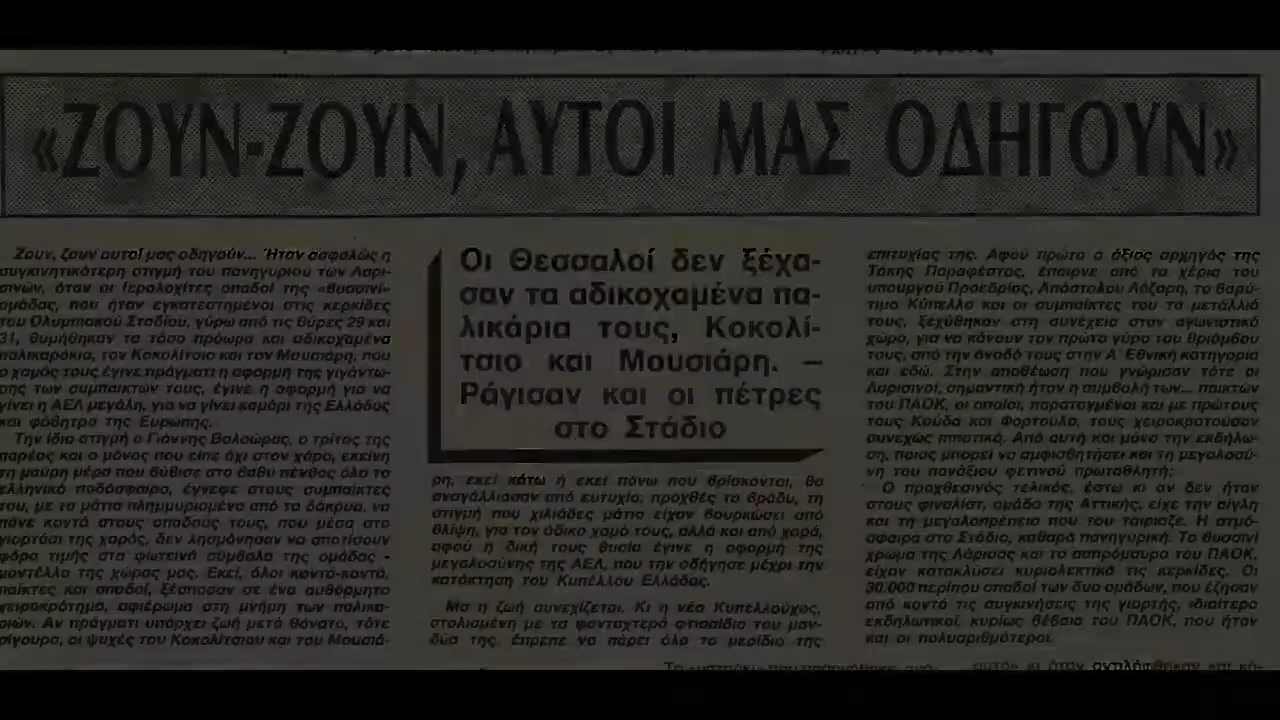 «ΖΟΥΝ-ΖΟΥΝ, ΑΥΤΟΙ ΜΑΣ ΟΔΗΓΟΥΝ»
Ζουν, ζουν αυτοί μας οδηγούν... Ήταν ασφαλώς η
συγκινητικότερη στιγμή του πανηγυριού των Λαρι-
σινών, όταν οι Ιερολοχίτες οπαδοί της «βυσσινί»
ομάδας, που ήταν εγκατεστημένοι στις κερκίδες
του Ολυμπιακού Σταδίου, γύρω από τις θύρες 29 και
31, θυμήθηκαν τα τόσο πρόωρα και αδικοχαμένα
παλικαρόκια, τον Κοκολίτσιο και τον Μουσιάρη, που
ο χαμός τους έγινε πράγματι η αφορμή της γιγάντω-
σης των συμπαικτών τους, έγινε η αφορμή για να
γίνει η ΑΕΛ μεγάλη, για να γίνει καμάρι της Ελλάδας
και φόβητρο της Ευρώπης.
Την ίδια στιγμή ο Γιάννης Βαλαώρας, ο τρίτος της
παρέας και ο μόνος που είπε όχι στον χάρο, εκείνη
τη μαύρη μέρα που βύθισε στο βαθύ πένθος όλο το
ελληνικό ποδόσφαιρο, έγνεφε στους συμπαίκτες
του, με τα μάτια πλημμυρισμένα από τα δάκρυα, να
πάνε κοντά στους οπαδούς τους, που μέσα στο
γιορτάσι της χαράς, δεν λησμόνησαν να αποτίσουν
φόρο τιμής στα φωτεινά σύμβολα της ομάδας -
μοντέλλο της χώρας μας. Εκεί, όλοι κοντά-κοντά,
παίκτες και οπαδοί, ξέσπασαν σε ένα αυθόρμητο
χειροκρότημα, αφιέρωμα στη μνήμη των παλικα-
ριών. Αν πράγματι υπάρχει ζωή μετά θάνατο, τότε
σίγουρα, οι ψυχές του Κοκολίτσιου και του Μουσιά-
Οι Θεσσαλοί δεν ξέχα-
σαν τα αδικοχαμένα πα-
λικάρια τους, Κοκολί-
τσιο και Μουσιάρη. –
Ράγισαν και οι πέτρες
στο Στάδιο
ρη, εκεί κάτω ή εκεί πάνω που βρίσκονται, θα
αναγάλλιασαν από ευτυχία, προχθές το βράδυ, τη
στιγμή που χιλιάδες μάτια είχαν βουρκώσει από
θλίψη, για τον άδικο χαμό τους, αλλά και από χαρά,
αφού η δική τους θυσία έγινε η αφορμή της
μεγαλοσύνης της ΑΕΛ, που την οδήγησε μέχρι την
κατάκτηση του Κυπέλλου Ελλάδας.
Μα η ζωή συνεχίζεται. Κι η νέα Κυπελλούχος,
στολισμένη με το φανταχτερό φτιασίδια του μαν-
δύα της, έπρεπε να πάρει όλο το μερίδιο της
επιτυχίας της. Αφού πρώτα ο άξιος αρχηγός της
Τάκης Παραφέστας, έπαιρνε από τα χέρια του
υπουργού Προεδρίας, Απόστολου Λάζαρη, το βαρύ-
τιμο Κύπελλο και οι συμπαίκτες του τα μετάλλιά
τους, ξεχύθηκαν στη συνέχεια στον αγωνιστικό
χώρο, για να κάνουν τον πρώτο γύρο του θριάμβου
τους, από την άνοδό τους στην Α' Εθνική κατηγορία
και εδώ. Στην αποθέωση που γνώρισαν τότε οι
Λαρισινοί, σημαντική ήταν η συμβολή των... παικτών
του ΠΑΟΚ, οι οποίοι, παραταγμένοι και με πρώτους
τους Κούδα και Φορτούλα, τους χειροκροτούσαν
συνεχώς ιπποτικά. Από αυτή και μόνο την εκδήλω-
ση, ποιος μπορεί να αμφισβητήσει και τη μεγαλοσύ-
νη του πανάξιου φετινού πρωταθλητή;
Ο προχθεσινός τελικός, έστω κι αν δεν ήταν
στους φιναλίστ, ομάδα της Αττικής, είχε την αίγλη
και τη μεγαλοπρέπεια που του ταίριαζε. Η ατμό-
σφαιρα στο Στάδιο, καθαρά πανηγυρική. Το βυσσινί
χρώμα της Λάρισας και το ασπρόμαυρο του ΠΑΟΚ,
είχαν κατακλύσει κυριολεκτικά τις κερκίδες. Οι
30.000 περίπου οπαδοί των δυο ομάδων, που έζησαν
από κοντά τις συγκινήσεις της γιορτής, ιδιαίτερα
εκδηλωτικοί, κυρίως βέβαια του ΠΑΟΚ, που ήταν
και οι πολυαριθμότεροι.